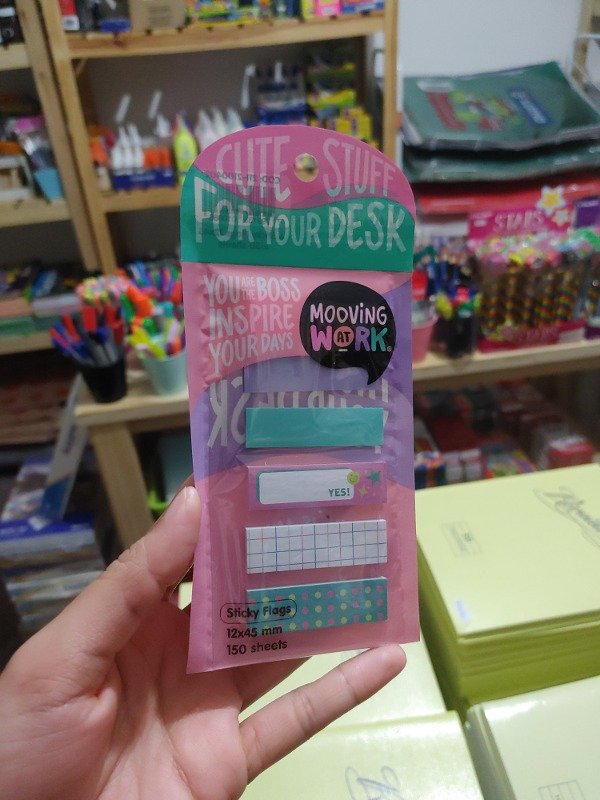 CUTE STUFF
FOR YOUR DESK
YOU ARE THE BOSS
INSPIRE
YOUR DAYS
MOOVING
AT
WORK®
YES!
Sticky Flags
12x45 mm
150 sheets
STARS